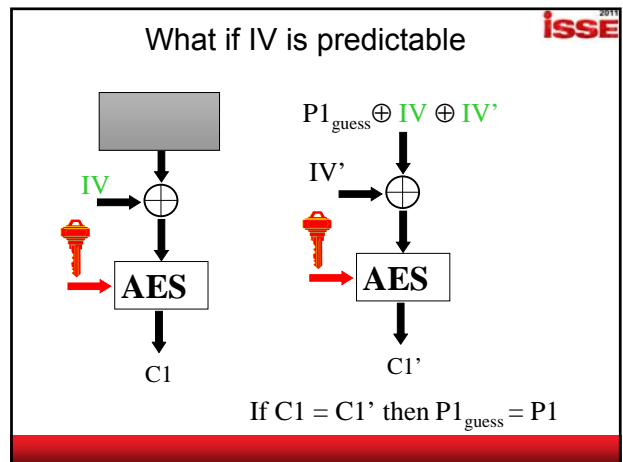 What if IV is predictable
2011
isse
P1guess⊕ IV ⊕ IV'
IV
IV'
AES
AES
C1
C1'
If C1 = C1' then P1guess = P1